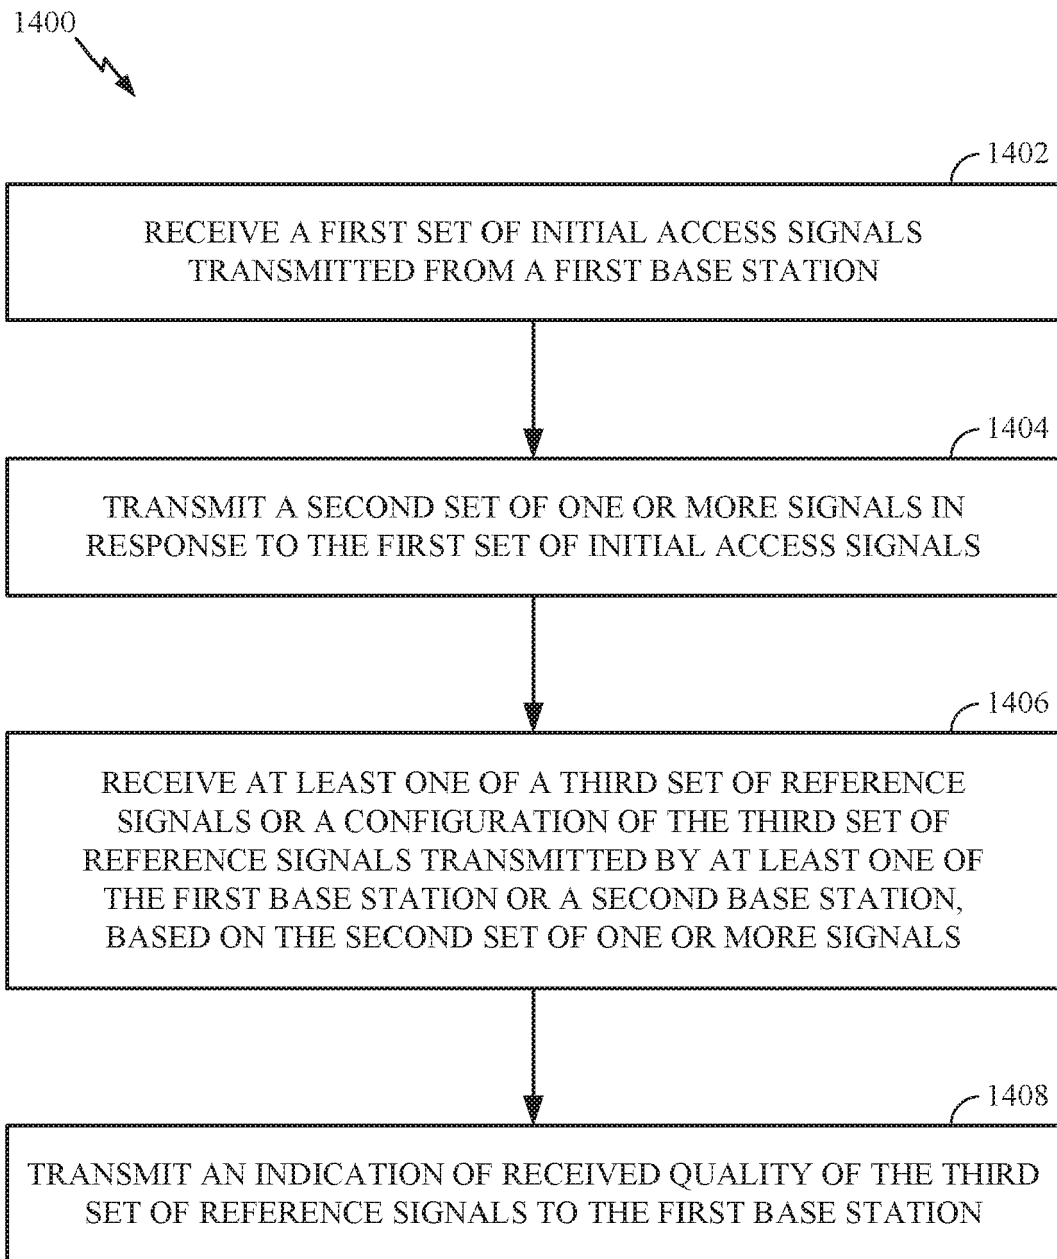 1400
1402
RECEIVE A FIRST SET OF INITIAL ACCESS SIGNALS
TRANSMITTED FROM A FIRST BASE STATION
1404
TRANSMIT A SECOND SET OF ONE OR MORE SIGNALS IN
RESPONSE TO THE FIRST SET OF INITIAL ACCESS SIGNALS
1406
RECEIVE AT LEAST ONE OF A THIRD SET OF REFERENCE
SIGNALS OR A CONFIGURATION OF THE THIRD SET OF
REFERENCE SIGNALS TRANSMITTED BY AT LEAST ONE OF
THE FIRST BASE STATION OR A SECOND BASE STATION,
BASED ON THE SECOND SET OF ONE OR MORE SIGNALS
1408
TRANSMIT AN INDICATION OF RECEIVED QUALITY OF THE THIRD
SET OF REFERENCE SIGNALS TO THE FIRST BASE STATION